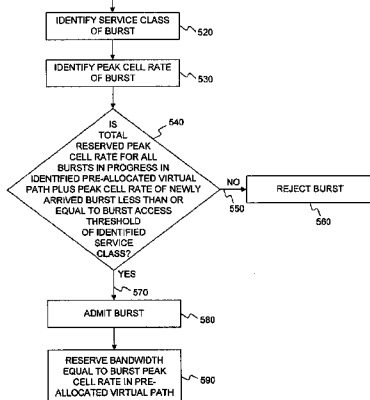 IDENTIFY SERVICE CLASS
OF BURST
520
IDENTIFY PEAK CELL RATE
OF BURST
530
540
IS
TOTAL
RESERVED PEAK
CELL RATE FOR ALL
BURSTS IN PROGRESS IN
IDENTIFIED PRE-ALLOCATED VIRTUAL
PATH PLUS PEAK CELL RATE OF NEWLY
ARRIVED BURST LESS THAN OR
EQUAL TO BURST ACCESS
THRESHOLD
OF IDENTIFIED
SERVICE
CLASS?
NO
550
REJECT BURST
560
YES
570
ADMIT BURST
580
RESERVE BANDWIDTH
EQUAL TO BURST PEAK
CELL RATE IN PRE-
ALLOCATED VIRTUAL PATH
590